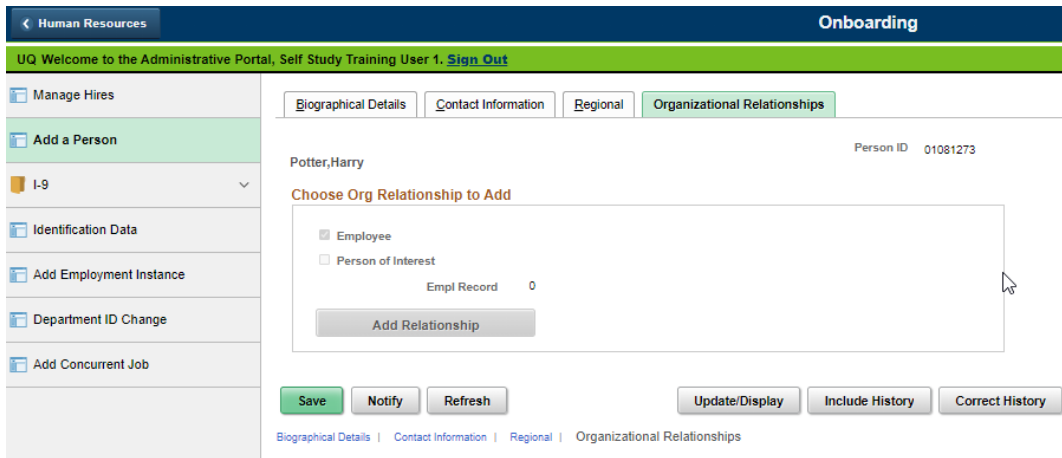 Human Resources
Onboarding
UQ Welcome to the Administrative Portal, Self Study Training User 1. Sign Out
Manage Hires
Add a Person
I-9
Identification Data
Add Employment Instance
Department ID Change
Add Concurrent Job
Biographical Details Contact Information Regional Organizational Relationships
Person ID 01081273
Potter,Harry
Choose Org Relationship to Add
Employee
Person of Interest
Empl Record 0
Add Relationship
Save Notify Refresh Update/Display Include History Correct History
Biographical Details | Contact Information | Regional | Organizational Relationships